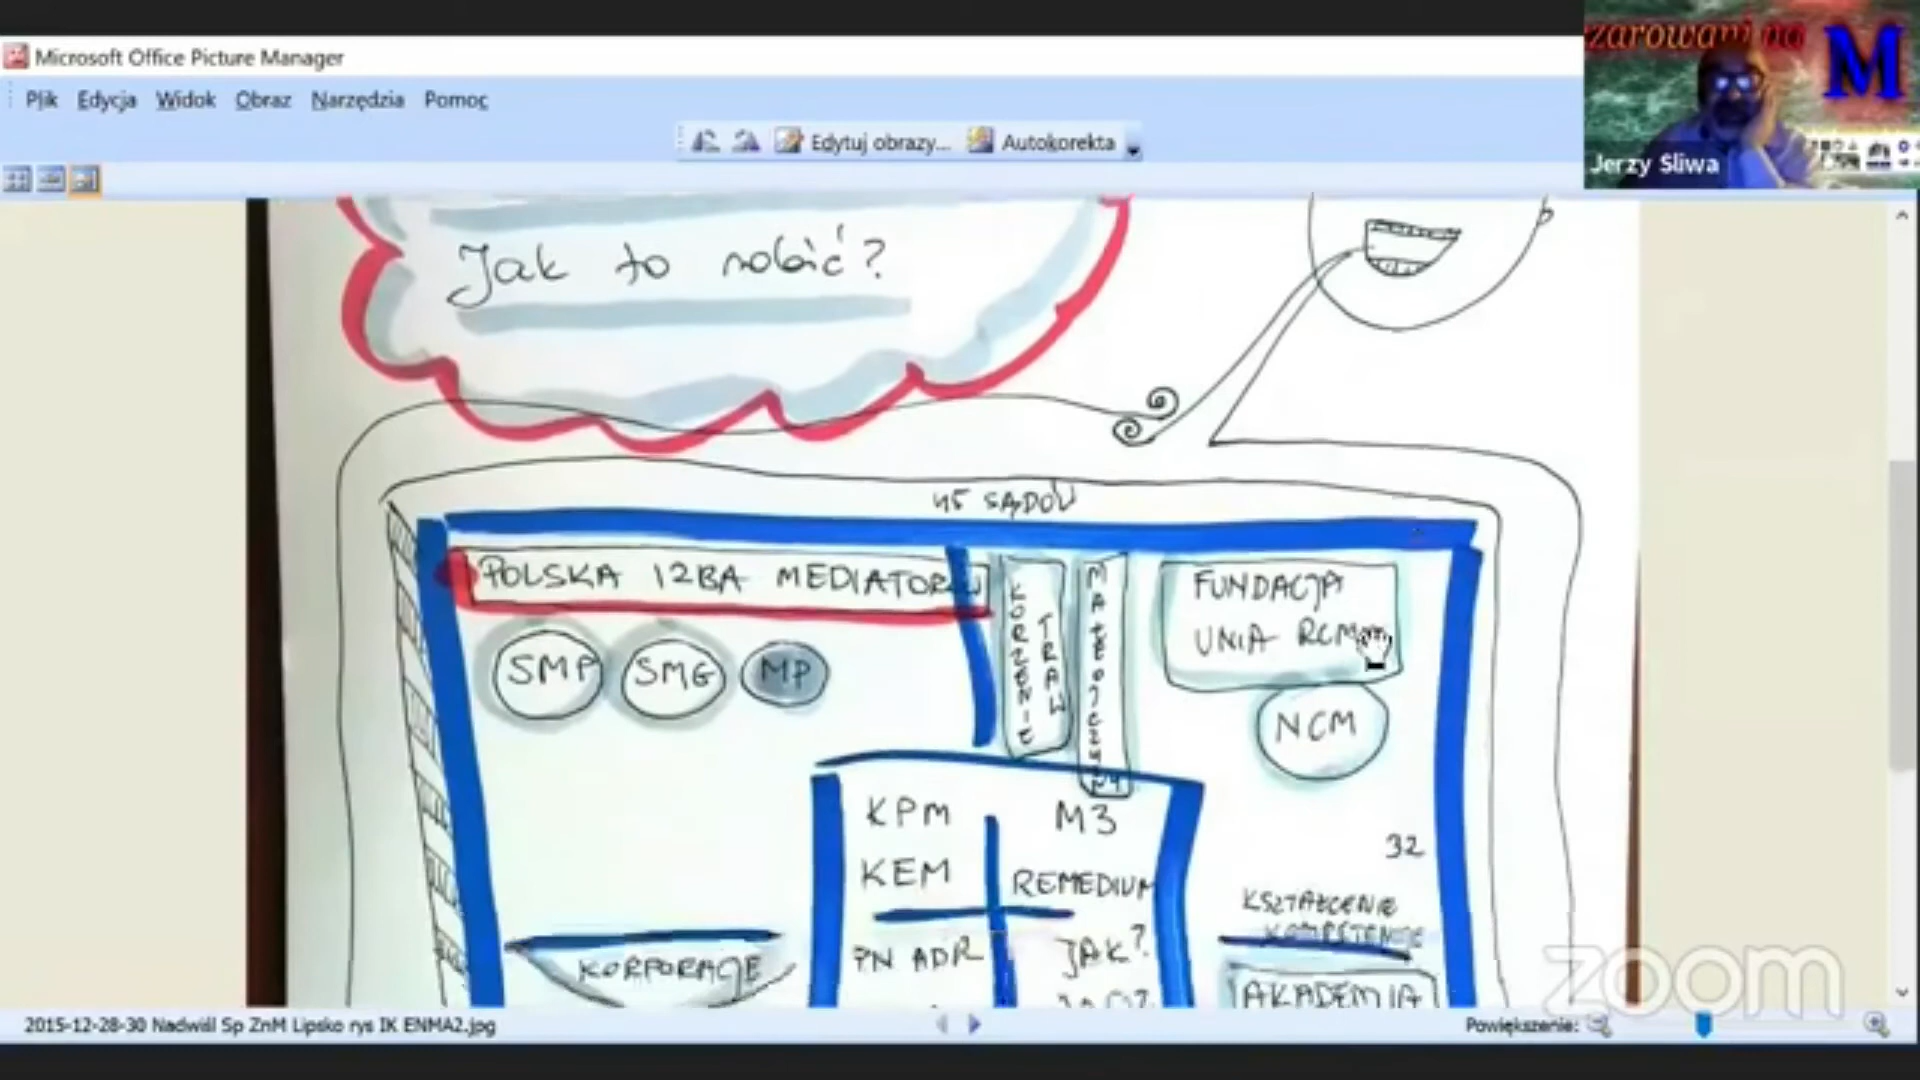 Microsoft Office Picture Manager
Plik Edycja Widok Obraz Narzędzia Pomoc
Edytuj obrazy... Autokorekta
zarowani na M
Jerzy Śliwa
Jak to robić?
45 SĄDÓW
POLSKA IZBA MEDIATORÓW
KORZENIE
TRAW
FUNDACJA
UNIA RCM
SMP SMG MP
NCM
KPM M3
KEM REMEDIUM
32
KSZTAŁCENIE
KOMPETENCJE
PN ADR JAK?
KORPORACJE
AKADEMIA
zoom
2015-12-28-30 Nadwiśl Sp ZnM Lipsko rys IK ENMA2.jpg
Powiększenie: